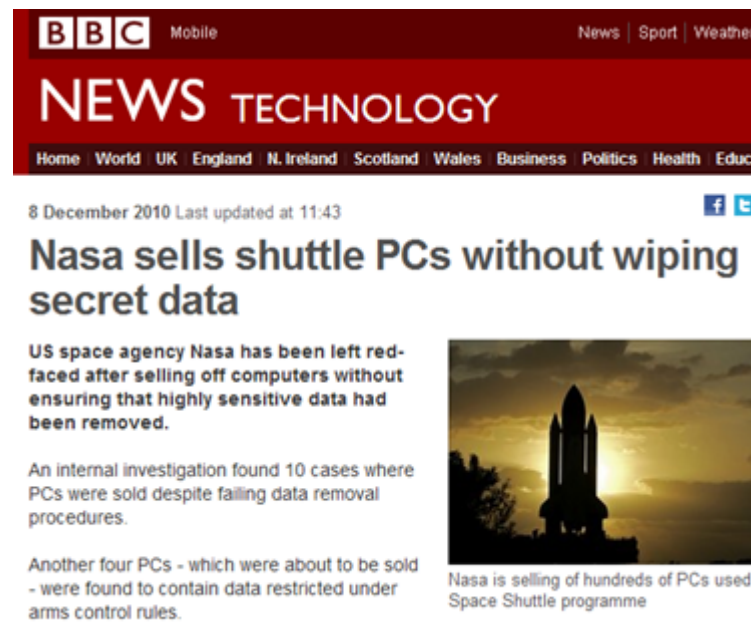 BBC Mobile News Sport Weather
NEWS TECHNOLOGY
Home World UK England N. Ireland Scotland Wales Business Politics Health Educ
8 December 2010 Last updated at 11:43
Nasa sells shuttle PCs without wiping
secret data
US space agency Nasa has been left red-
faced after selling off computers without
ensuring that highly sensitive data had
been removed.
An internal investigation found 10 cases where
PCs were sold despite failing data removal
procedures.
Another four PCs - which were about to be sold
- were found to contain data restricted under
arms control rules.
Nasa is selling of hundreds of PCs used
Space Shuttle programme